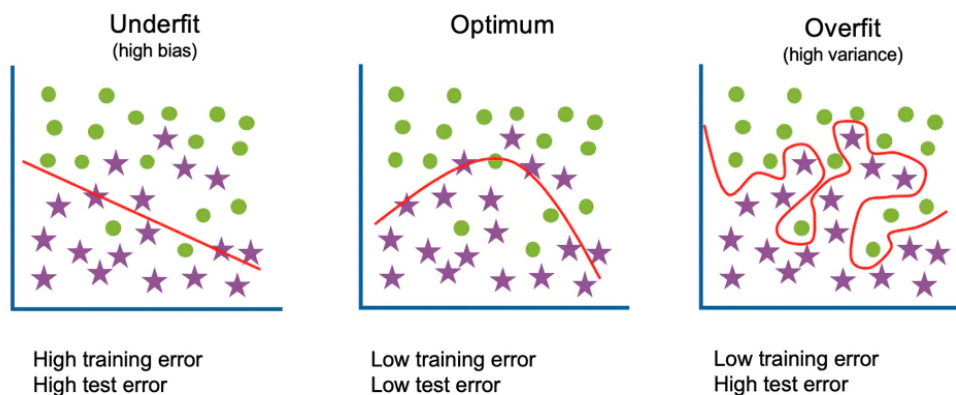 Underfit
(high bias)
Optimum
Overfit
(high variance)
High training error
High test error
Low training error
Low test error
Low training error
High test error